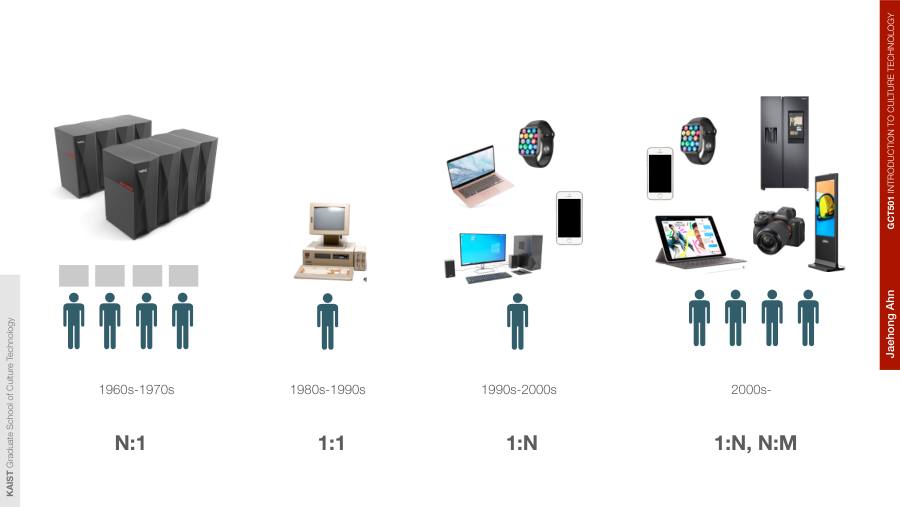 1960s-1970s
1980s-1990s
1990s-2000s
2000s-
N:1
1:1
1:N
1:N, N:M
KAIST Graduate School of Culture Technology
GCT501 INTRODUCTION TO CULTURE TECHNOLOGY
Jaehong Ahn